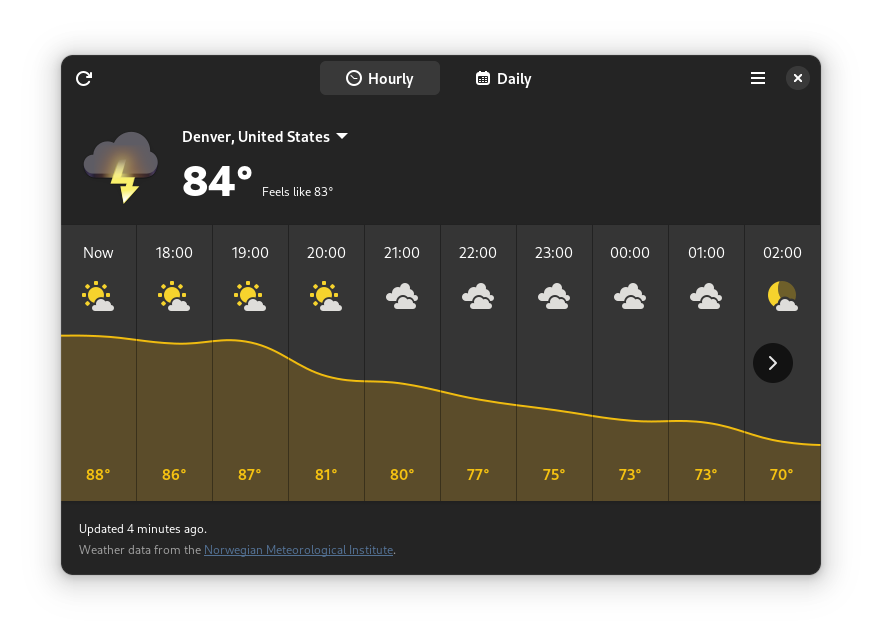 Hourly Daily
Denver, United States
84° Feels like 83°
Now 18:00 19:00 20:00 21:00 22:00 23:00 00:00 01:00 02:00
88° 86° 87° 81° 80° 77° 75° 73° 73° 70°
Updated 4 minutes ago.
Weather data from the Norwegian Meteorological Institute.